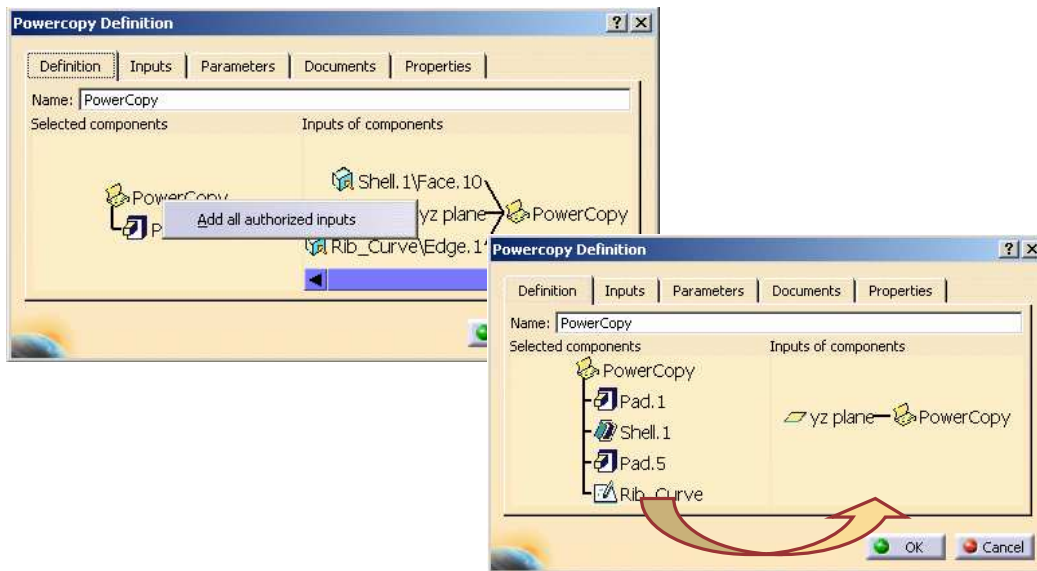 Powercopy Definition
Definition Inputs Parameters Documents Properties
Name: PowerCopy
Selected components Inputs of components
Shell.1\Face.10
PowerCopy
yz plane PowerCopy
Add all authorized inputs
Rib_Curve\Edge.1
Powercopy Definition
Definition Inputs Parameters Documents Properties
Name: PowerCopy
Selected components Inputs of components
PowerCopy
Pad.1
yz plane PowerCopy
Shell.1
Pad.5
Rib_Curve
OK Cancel